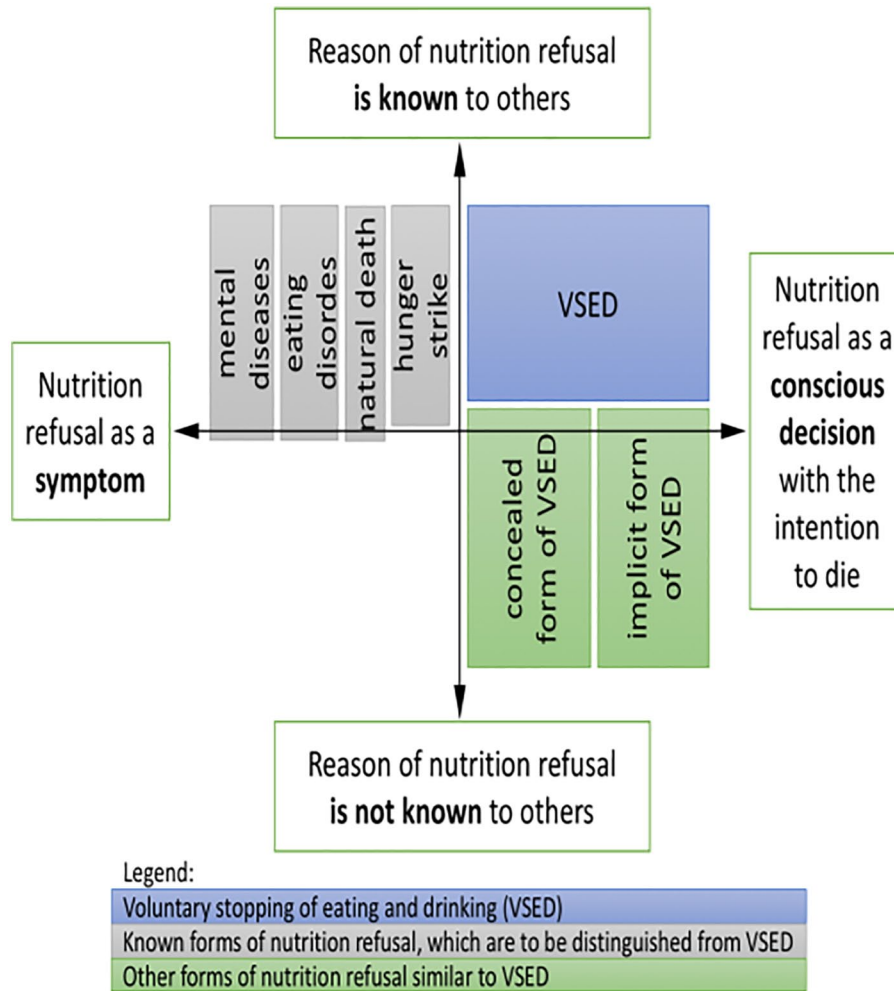 Reason of nutrition refusal
is known to others
mental
diseases
eating
disordes
natural death
hunger
strike
VSED
Nutrition
refusal as a
symptom
Nutrition
refusal as a
conscious
decision
with the
intention
to die
concealed
form of VSED
implicit form
of VSED
Reason of nutrition refusal
is not known to others
Legend:
Voluntary stopping of eating and drinking (VSED)
Known forms of nutrition refusal, which are to be distinguished from VSED
Other forms of nutrition refusal similar to VSED